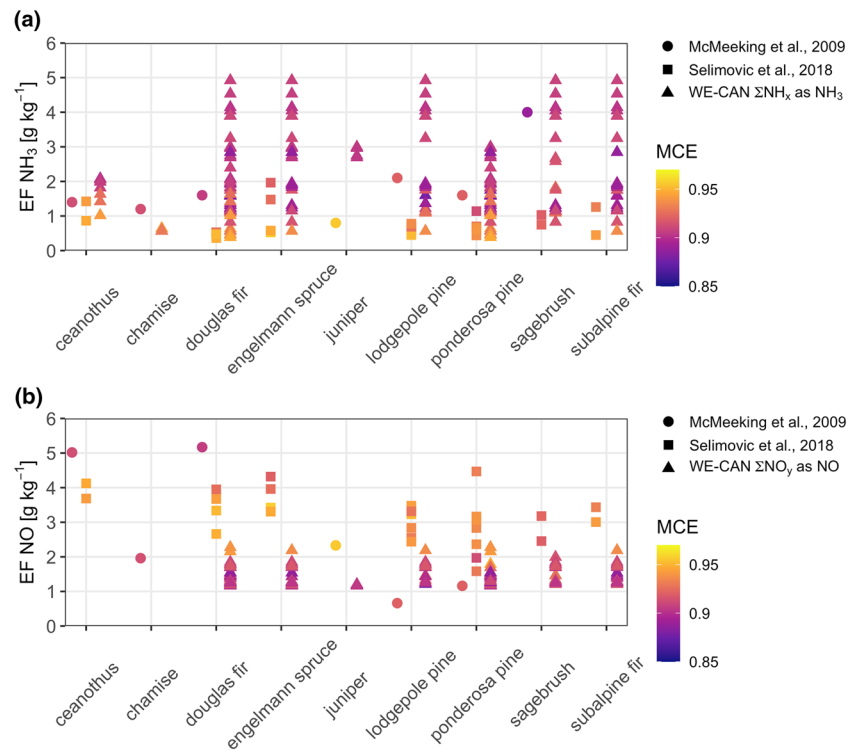 (a)
6
5
4
3
2
1
0
EF NH₃ [g kg⁻¹]
ceanothus
chamise
douglas fir
engelmann spruce
juniper
lodgepole pine
ponderosa pine
sagebrush
subalpine fir
McMeeking et al., 2009
Selimovic et al., 2018
WE-CAN ΣNHₓ as NH₃
MCE
0.95
0.9
0.85
(b)
6
5
4
3
2
1
0
EF NO [g kg⁻¹]
ceanothus
chamise
douglas fir
engelmann spruce
juniper
lodgepole pine
ponderosa pine
sagebrush
subalpine fir
McMeeking et al., 2009
Selimovic et al., 2018
WE-CAN ΣNOy as NO
MCE
0.95
0.9
0.85